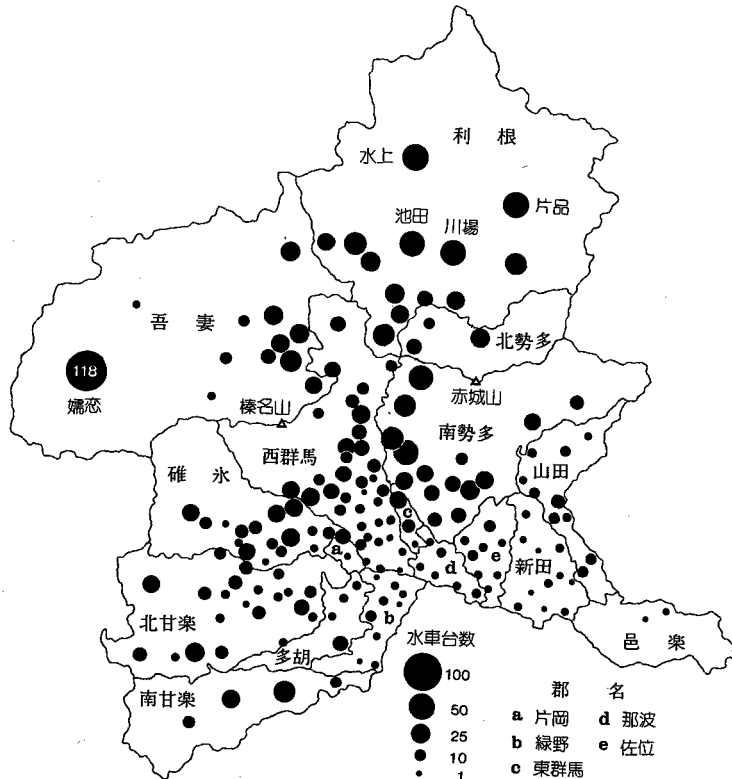 利根
水上
片品
池田
川場
吾妻
北勢多
118
嬬恋
榛名山
赤城山
南勢多
西群馬
山田
碓氷
c
a
d
e
新田
北甘楽
b
多胡
邑楽
南甘楽
水車台数
100
50
25
10
1
郡名
a 片岡
b 緑野
c 東群馬
d 那波
e 佐位